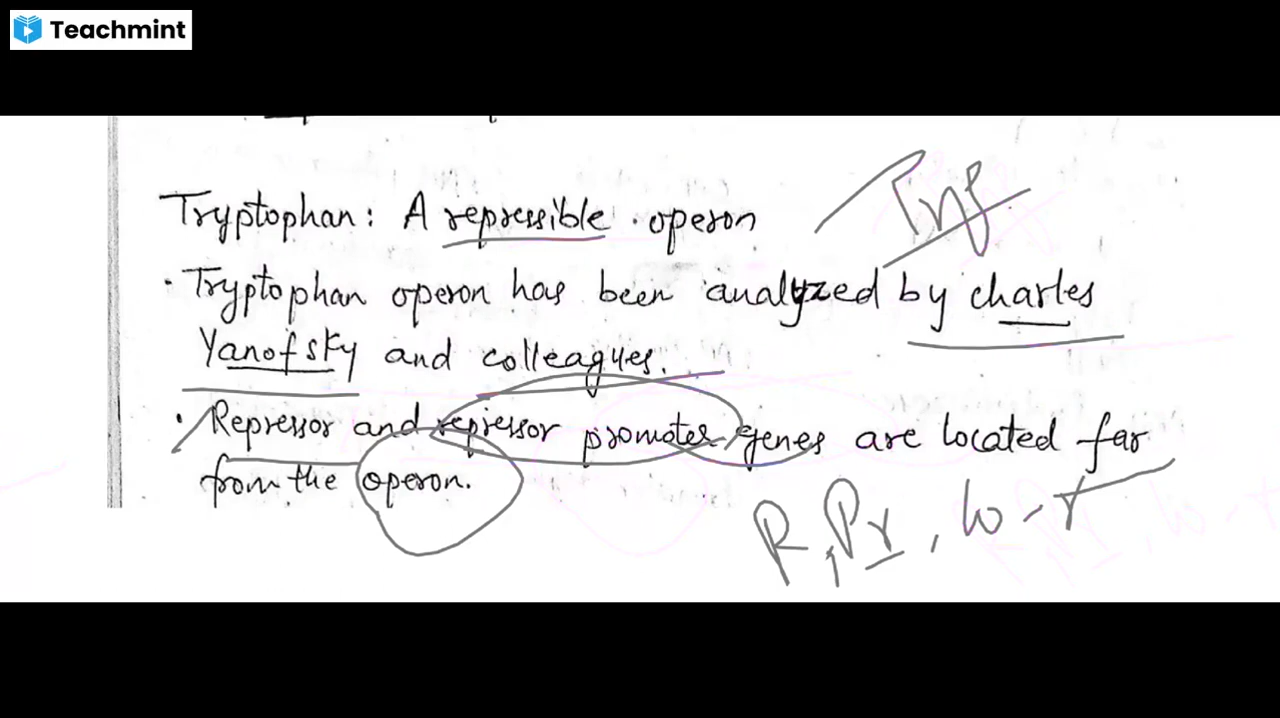 Teachmint
Tryptophan: A repressible operon
Trp
• Tryptophan operon has been analyzed by charles
Yanofsky and colleagues.
• Repressor and repressor promoter genes are located far
from the operon.
R, Pr,